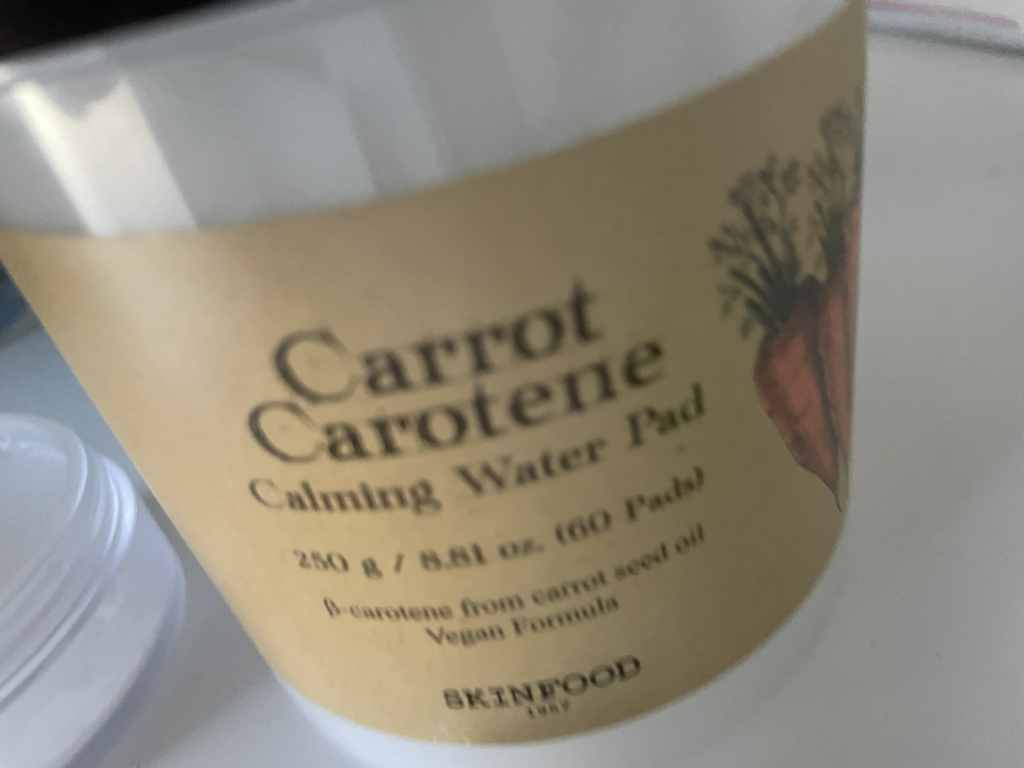 Carrot
Carotene
Calming Water Pad
250 g / 8.81 oz. (60 Pads)
β-carotene from carrot seed oil
Vegan Formula
SKINFOOD
1957